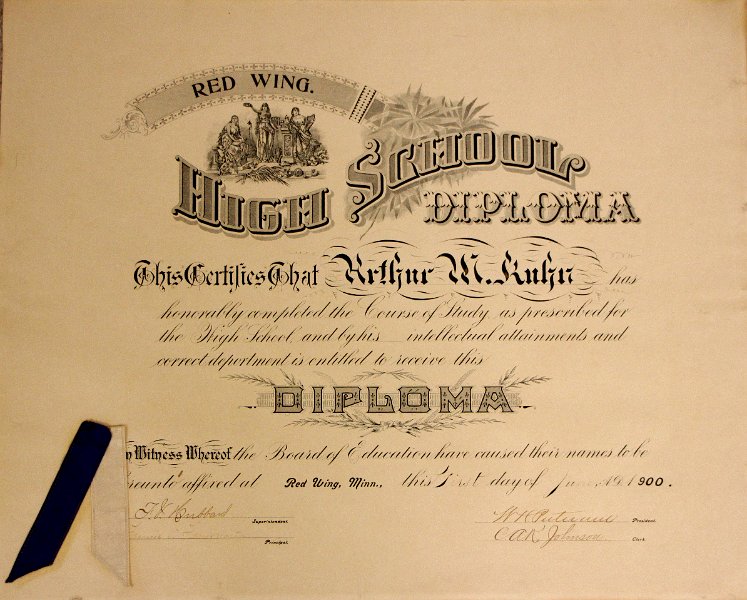 RED WING.
HIGH SCHOOL
DIPLOMA
This Certifies That Arthur M. Kuhn has
honorably completed the Course of Study as prescribed for
the High School, and by his intellectual attainments and
correct deportment is entitled to receive this
DIPLOMA
Witness Whereof the Board of Education have caused their names to be
affixed at Red Wing, Minn., this First day of June, A.D. 1900.
Hubbard
Superintendent.
W H Putnam President.
Principal.
C A R Johnson Clerk.